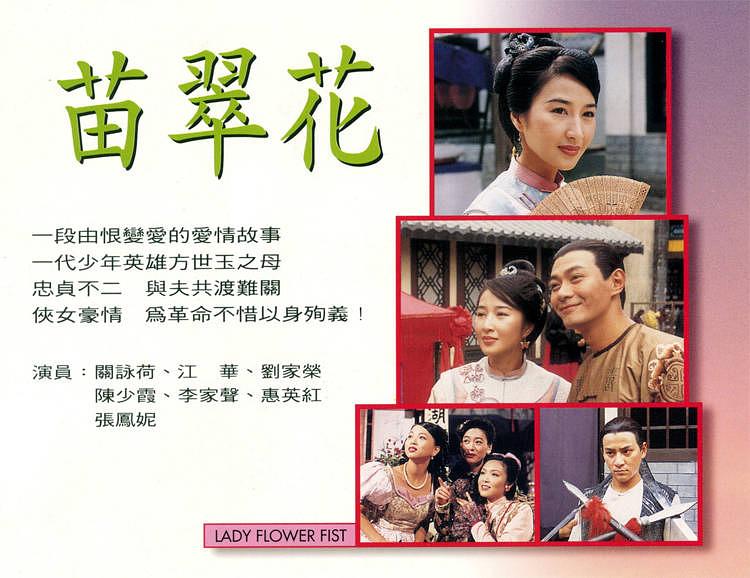 苗翠花
一段由恨變愛的愛情故事
一代少年英雄方世玉之母
忠貞不二　與夫共渡難關
俠女豪情　爲革命不惜以身殉義！
演員：關詠荷、江　華、劉家榮
陳少霞、李家聲、惠英紅
張鳳妮
湖
LADY FLOWER FIST